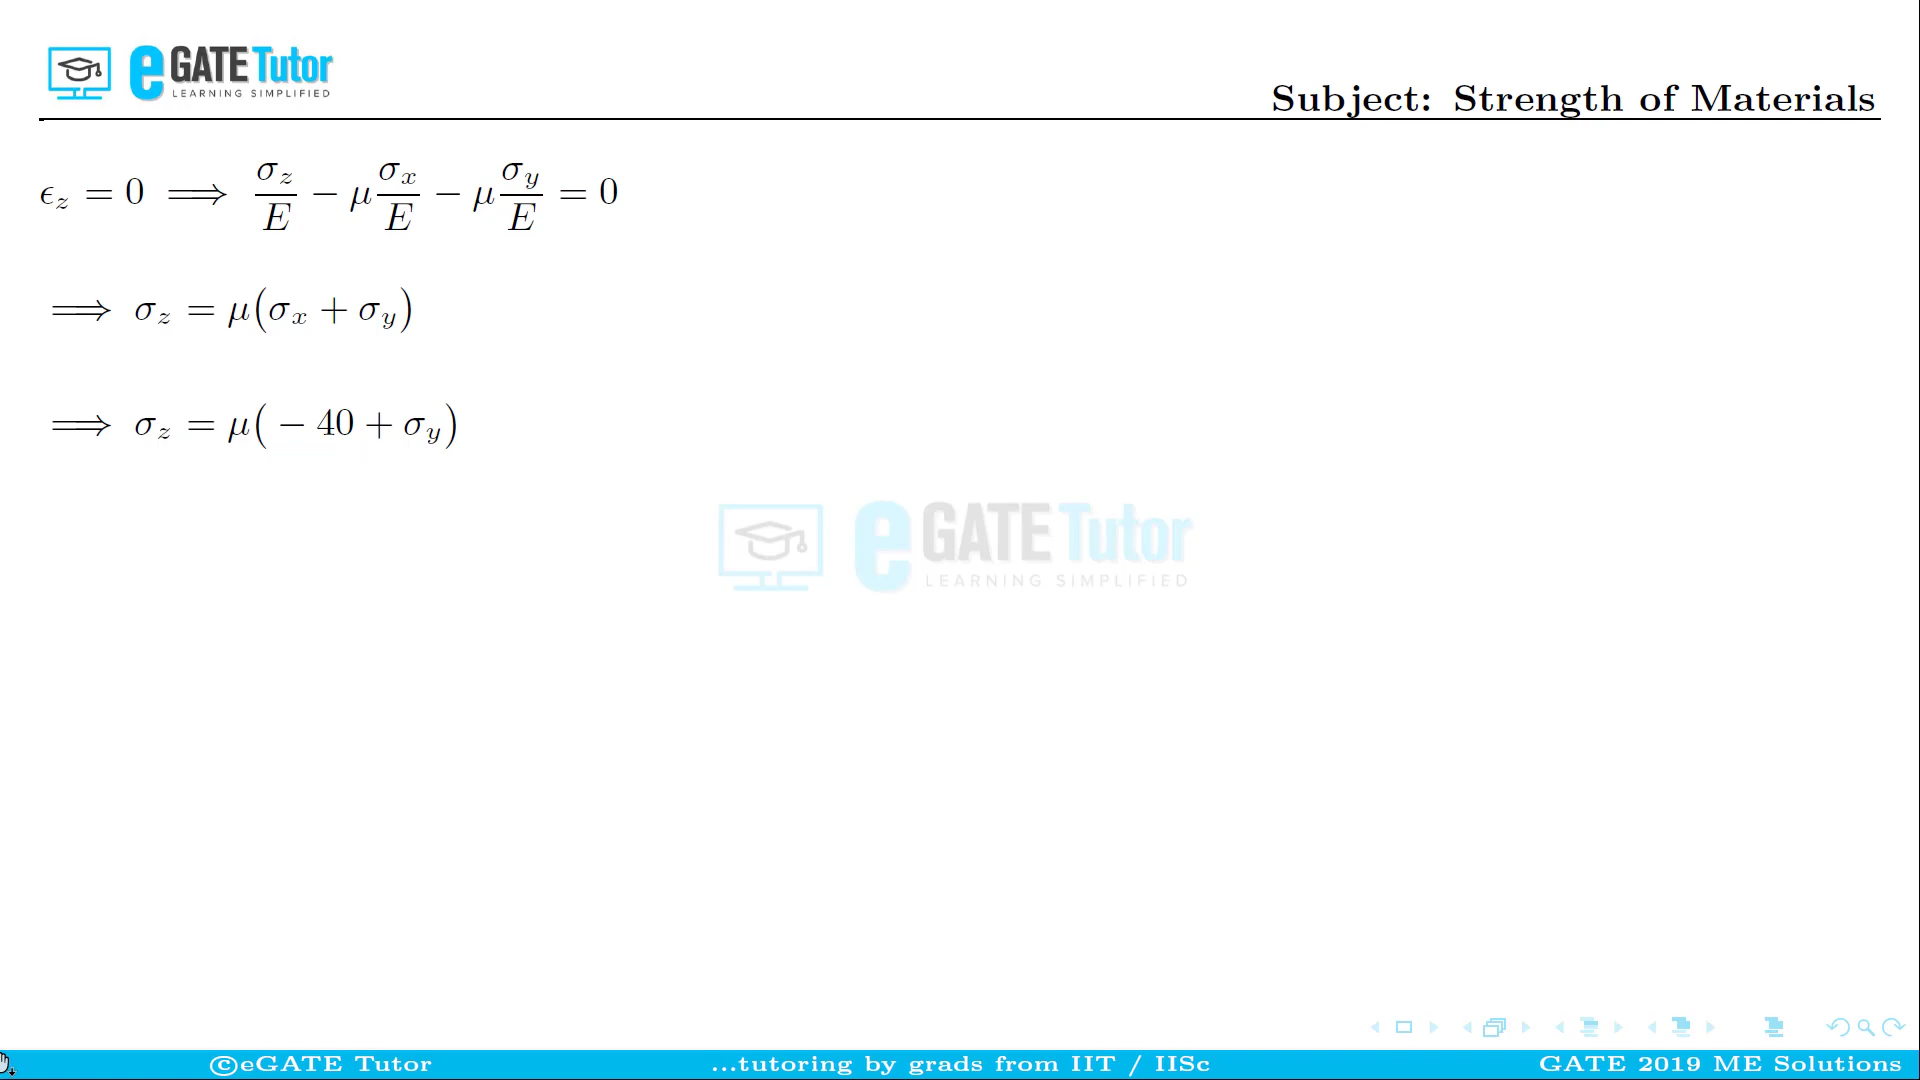 eGATE Tutor
LEARNING SIMPLIFIED
Subject: Strength of Materials
ϵ_z = 0 ⟹ σ_z/E − μ σ_x/E − μ σ_y/E = 0
⟹ σ_z = μ(σ_x + σ_y)
⟹ σ_z = μ(− 40 + σ_y)
eGATE Tutor
LEARNING SIMPLIFIED
©eGATE Tutor ...tutoring by grads from IIT / IISc GATE 2019 ME Solutions